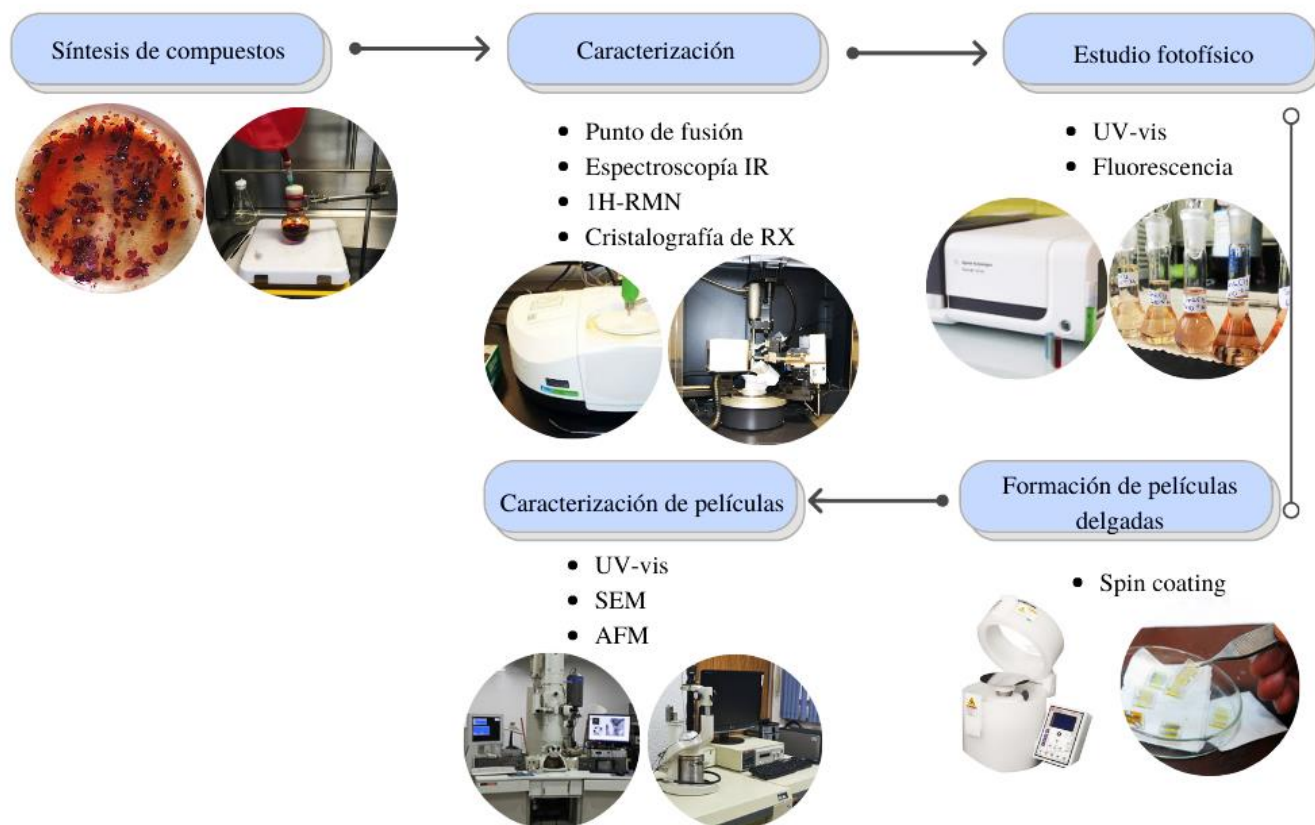 Síntesis de compuestos
Caracterización
Estudio fotofísico
Punto de fusión
Espectroscopía IR
1H-RMN
Cristalografía de RX
UV-vis
Fluorescencia
Caracterización de películas
Formación de películas
delgadas
UV-vis
SEM
AFM
Spin coating